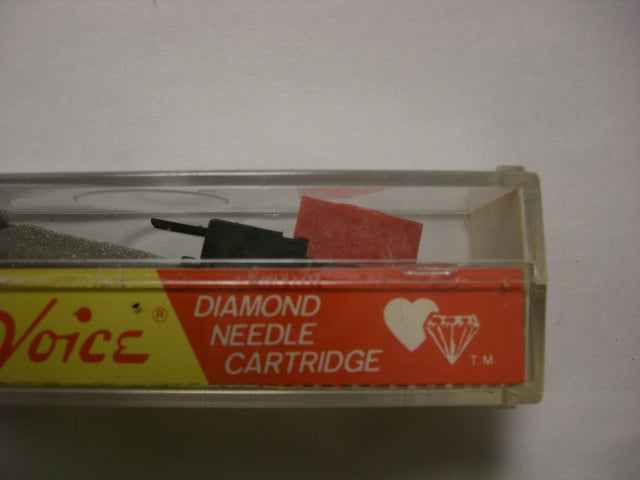 Voice®
DIAMOND
NEEDLE
CARTRIDGE
T.M.